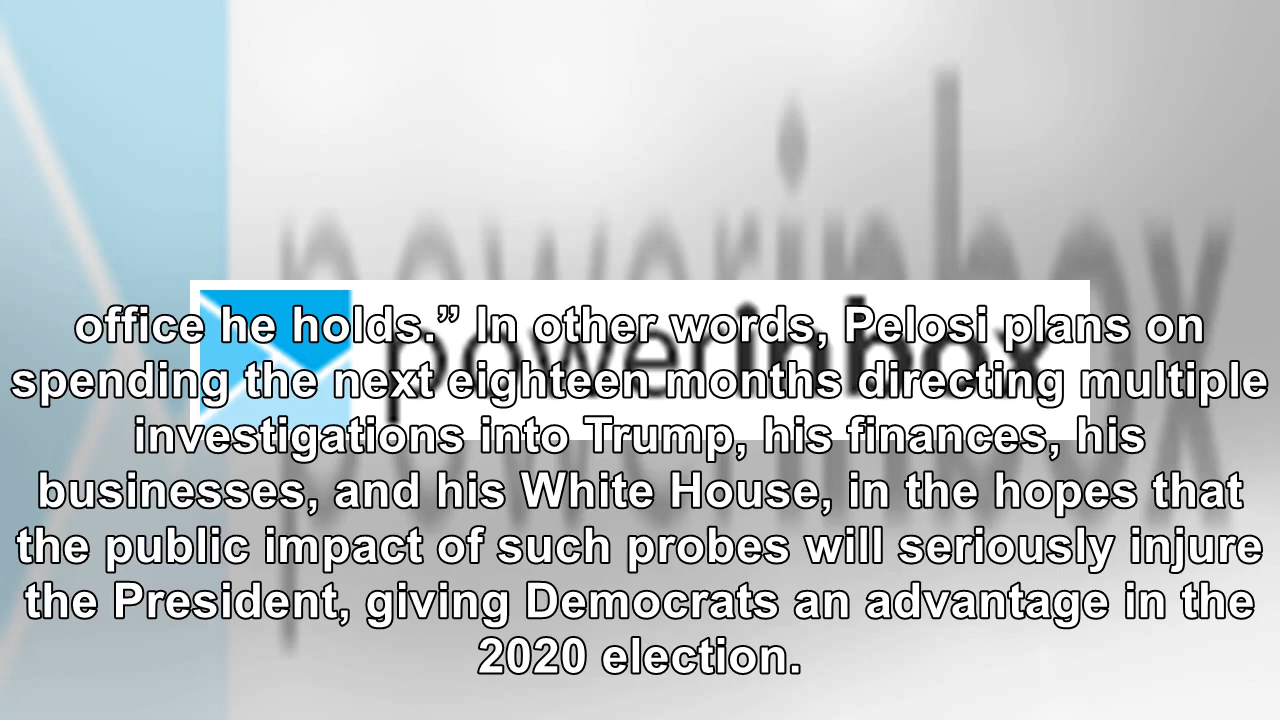 powerinbox
office he holds.” In other words, Pelosi plans on
spending the next eighteen months directing multiple
investigations into Trump, his finances, his
businesses, and his White House, in the hopes that
the public impact of such probes will seriously injure
the President, giving Democrats an advantage in the
2020 election.
powerinbox